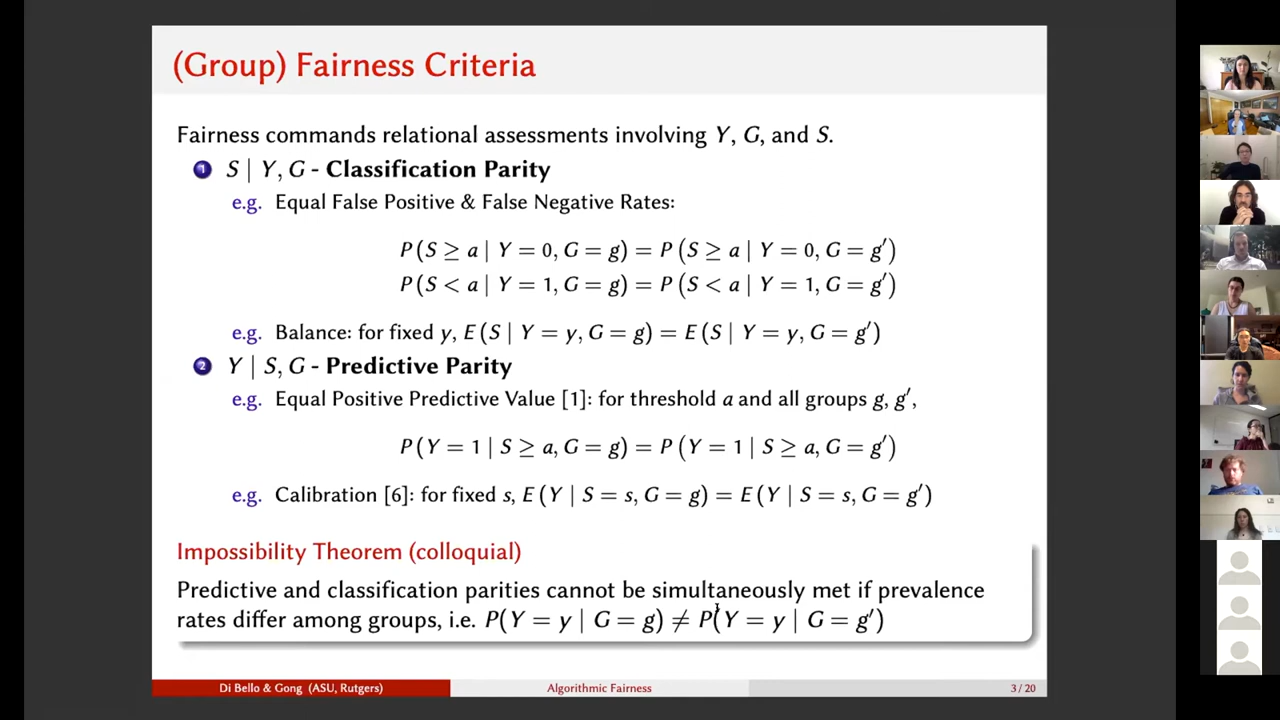 (Group) Fairness Criteria
Fairness commands relational assessments involving Y, G, and S.
1 S | Y, G - Classification Parity
e.g. Equal False Positive & False Negative Rates:
P(S ≥ a | Y = 0, G = g) = P(S ≥ a | Y = 0, G = g′)
P(S < a | Y = 1, G = g) = P(S < a | Y = 1, G = g′)
e.g. Balance: for fixed y, E(S | Y = y, G = g) = E(S | Y = y, G = g′)
2 Y | S, G - Predictive Parity
e.g. Equal Positive Predictive Value [1]: for threshold a and all groups g, g′,
P(Y = 1 | S ≥ a, G = g) = P(Y = 1 | S ≥ a, G = g′)
e.g. Calibration [6]: for fixed s, E(Y | S = s, G = g) = E(Y | S = s, G = g′)
Impossibility Theorem (colloquial)
Predictive and classification parities cannot be simultaneously met if prevalence
rates differ among groups, i.e. P(Y = y | G = g) ≠ P(Y = y | G = g′)
Di Bello & Gong (ASU, Rutgers) Algorithmic Fairness 3 / 20